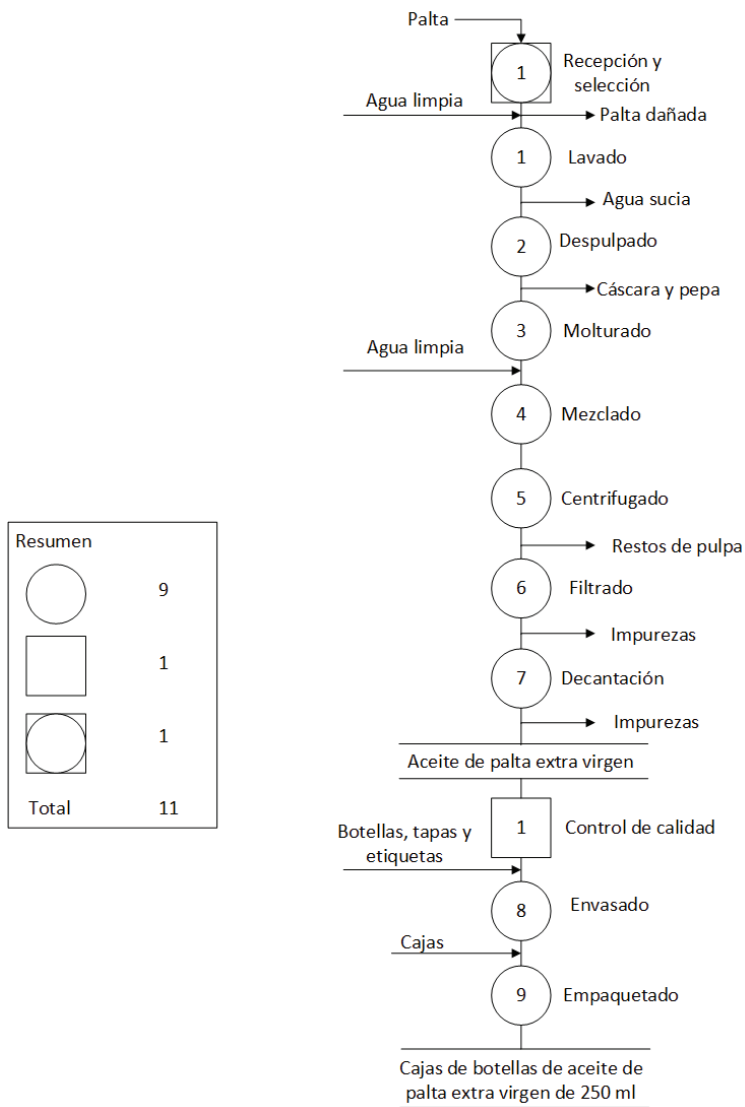 Palta
1
Recepción y
selección
Agua limpia
Palta dañada
1
Lavado
Agua sucia
2
Despulpado
Cáscara y pepa
3
Molturado
Agua limpia
4
Mezclado
5
Centrifugado
Restos de pulpa
6
Filtrado
Impurezas
7
Decantación
Impurezas
Aceite de palta extra virgen
1
Control de calidad
Botellas, tapas y
etiquetas
8
Envasado
Cajas
9
Empaquetado
Cajas de botellas de aceite de
palta extra virgen de 250 ml
Resumen
9
1
1
Total 11